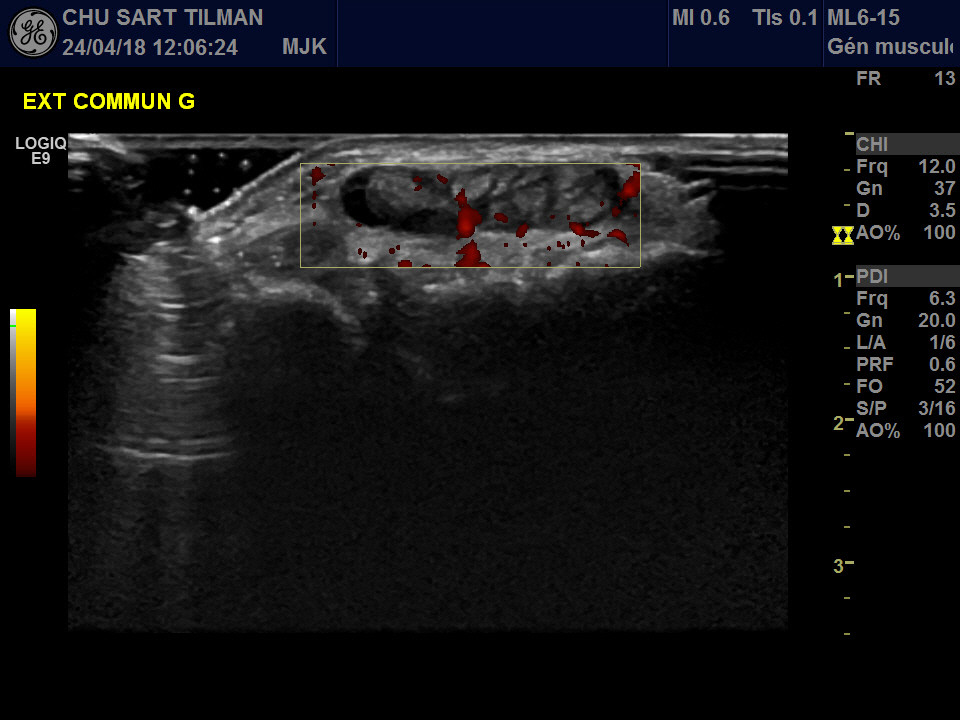 GE
CHU SART TILMAN
24/04/18 12:06:24 MJK
MI 0.6 TIs 0.1
ML6-15
Gén muscul
EXT COMMUN G
LOGIQ
E9
FR 13
CHI
Frq 12.0
Gn 37
D 3.5
AO% 100
PDI
Frq 6.3
Gn 20.0
L/A 1/6
PRF 0.6
FO 52
S/P 3/16
AO% 100
1
2
3